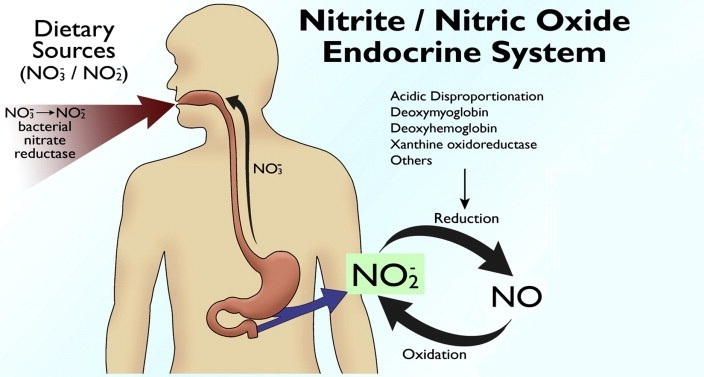 Nitrite / Nitric Oxide
Endocrine System
Dietary
Sources
(NO₃⁻ / NO₂⁻)
NO₃⁻→NO₂⁻
bacterial
nitrate
reductase
NO₃⁻
Acidic Disproportionation
Deoxymyoglobin
Deoxyhemoglobin
Xanthine oxidoreductase
Others
Reduction
NO₂⁻
NO
Oxidation